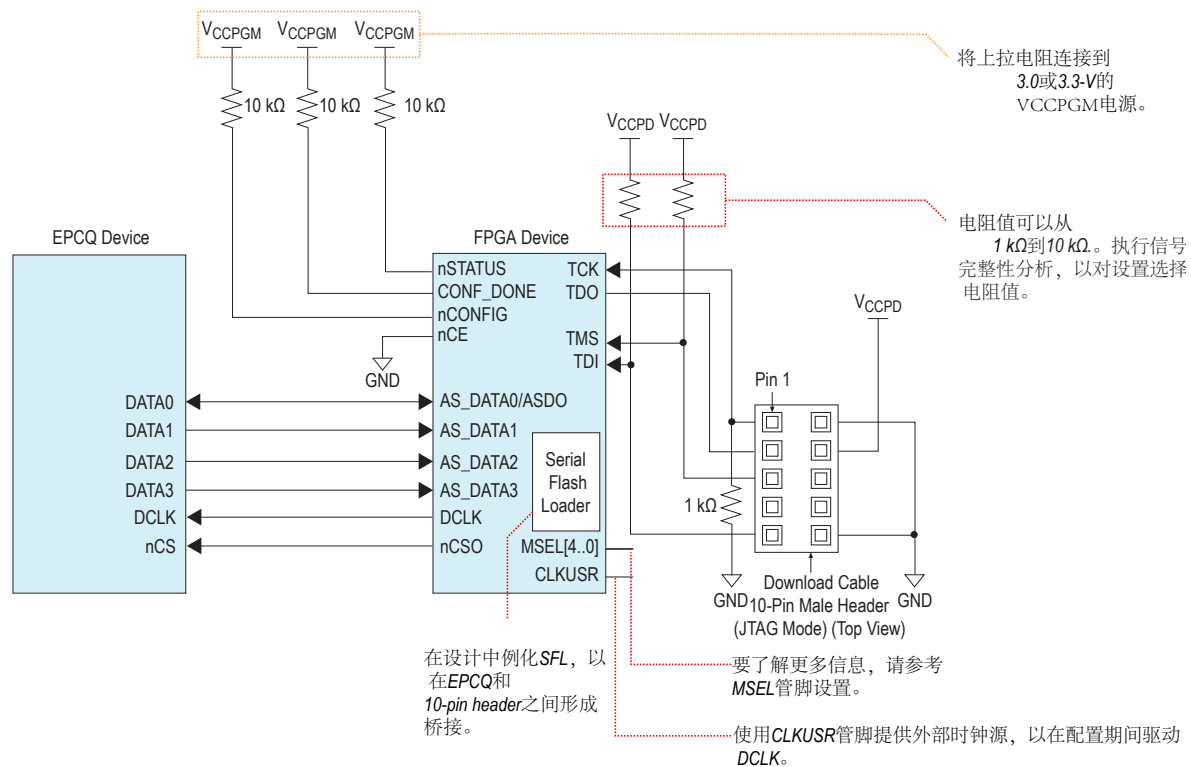 VCCPGM VCCPGM VCCPGM
10 kΩ 10 kΩ 10 kΩ
将上拉电阻连接到
3.0或3.3-V的
VCCPGM电源。
VCCPD VCCPD
电阻值可以从
1 kΩ到10 kΩ.。执行信号
完整性分析，以对设置选择
电阻值。
EPCQ Device
FPGA Device
nSTATUS
CONF_DONE
nCONFIG
nCE
GND
TCK
TDO
TMS
TDI
VCCPD
Pin 1
DATA0
DATA1
DATA2
DATA3
DCLK
nCS
AS_DATA0/ASDO
AS_DATA1
AS_DATA2
AS_DATA3
DCLK
nCSO
Serial
Flash
Loader
MSEL[4..0]
CLKUSR
1 kΩ
GND
GND
Download Cable
10-Pin Male Header
(JTAG Mode) (Top View)
在设计中例化SFL，以
在EPCQ和
10-pin header之间形成
桥接。
要了解更多信息，请参考
MSEL管脚设置。
使用CLKUSR管脚提供外部时钟源，以在配置期间驱动
DCLK。